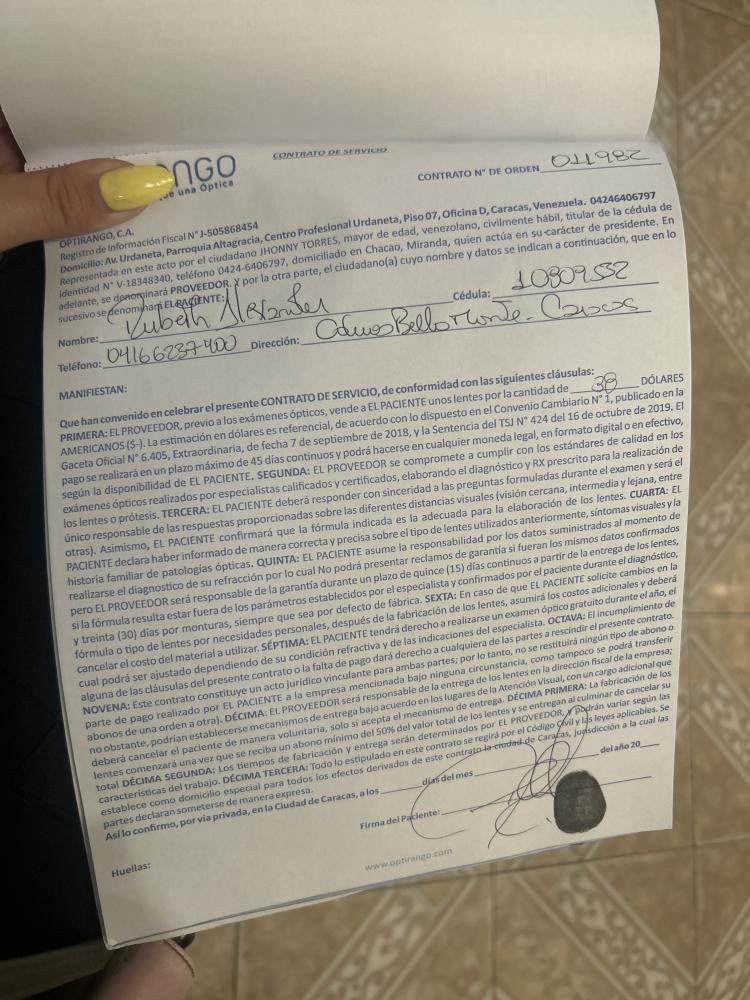 NGO
e una Óptica
CONTRATO DE SERVICIO
CONTRATO N° DE ORDEN 011982
OPTIRANGO, C.A.
Registro de Información Fiscal N° J-505868454
Domicilio: Av. Urdaneta, Parroquia Altagracia, Centro Profesional Urdaneta, Piso 07, Oficina D, Caracas, Venezuela. 04246406797
Representada en este acto por el ciudadano JHONNY TORRES, mayor de edad, venezolano, civilmente hábil, titular de la cédula de
identidad N° V-18348340, teléfono 0424-6406797, domiciliado en Chacao, Miranda, quien actúa en su carácter de presidente. En
adelante, se denominará PROVEEDOR. Y por la otra parte, el ciudadano(a) cuyo nombre y datos se indican a continuación, que en lo
sucesivo se denominará EL PACIENTE:
Nombre: Cédula: 10809552
Teléfono: 04166237400 Dirección: Bello Monte - Caracas
MANIFIESTAN:
Que han convenido en celebrar el presente CONTRATO DE SERVICIO, de conformidad con las siguientes cláusulas:
PRIMERA: EL PROVEEDOR, previo a los exámenes ópticos, vende a EL PACIENTE unos lentes por la cantidad de 38 DÓLARES
AMERICANOS ($-). La estimación en dólares es referencial, de acuerdo con lo dispuesto en el Convenio Cambiario N° 1, publicado en la
Gaceta Oficial N° 6.405, Extraordinaria, de fecha 7 de septiembre de 2018, y la Sentencia del TSJ N° 424 del 16 de octubre de 2019. El
pago se realizará en un plazo máximo de 45 días continuos y podrá hacerse en cualquier moneda legal, en formato digital o en efectivo,
según la disponibilidad de EL PACIENTE. SEGUNDA: EL PROVEEDOR se compromete a cumplir con los estándares de calidad en los
exámenes ópticos realizados por especialistas calificados y certificados, elaborando el diagnóstico y RX prescrito para la realización de
los lentes o prótesis. TERCERA: EL PACIENTE deberá responder con sinceridad a las preguntas formuladas durante el examen y será el
único responsable de las respuestas proporcionadas sobre las diferentes distancias visuales (visión cercana, intermedia y lejana, entre
otras). Asimismo, EL PACIENTE confirmará que la fórmula indicada es la adecuada para la elaboración de los lentes. CUARTA: EL
PACIENTE declara haber informado de manera correcta y precisa sobre el tipo de lentes utilizados anteriormente, síntomas visuales y la
historia familiar de patologías ópticas. QUINTA: EL PACIENTE asume la responsabilidad por los datos suministrados al momento de
realizarse el diagnostico de su refracción por lo cual No podrá presentar reclamos de garantía si fueran los mismos datos confirmados
pero EL PROVEEDOR será responsable de la garantía durante un plazo de quince (15) días continuos a partir de la entrega de los lentes,
si la fórmula resulta estar fuera de los parámetros establecidos por el especialista y confirmados por el paciente durante el diagnóstico,
y treinta (30) días por monturas, siempre que sea por defecto de fábrica. SEXTA: En caso de que EL PACIENTE solicite cambios en la
fórmula o tipo de lentes por necesidades personales, después de la fabricación de los lentes, asumirá los costos adicionales y deberá
cancelar el costo del material a utilizar. SÉPTIMA: EL PACIENTE tendrá derecho a realizarse un examen óptico gratuito durante el año, el
cual podrá ser ajustado dependiendo de su condición refractiva y de las indicaciones del especialista. OCTAVA: El incumplimiento de
alguna de las cláusulas del presente contrato o la falta de pago dará derecho a cualquiera de las partes a rescindir el presente contrato.
NOVENA: Este contrato constituye un acto jurídico vinculante para ambas partes; por lo tanto, no se restituirá ningún tipo de abono o
parte de pago realizado por EL PACIENTE a la empresa mencionada bajo ninguna circunstancia, como tampoco se podrá transferir
abonos de una orden a otra). DÉCIMA: EL PROVEEDOR será responsable de la entrega de los lentes en la dirección fiscal de la empresa;
no obstante, podrían establecerse mecanismos de entrega bajo acuerdo en los lugares de la Atención Visual, con un cargo adicional que
deberá cancelar el paciente de manera voluntaria, solo si acepta el mecanismo de entrega. DÉCIMA PRIMERA: La fabricación de los
lentes comenzará una vez que se reciba un abono mínimo del 50% del valor total de los lentes y se entregan al culminar de cancelar su
total DÉCIMA SEGUNDA: Los tiempos de fabricación y entrega serán determinados por EL PROVEEDOR, y podrán variar según las
características del trabajo. DÉCIMA TERCERA: Todo lo estipulado en este contrato se regirá por el Código Civil y las leyes aplicables. Se
establece como domicilio especial para todos los efectos derivados de este contrato la ciudad de Caracas, jurisdicción a la cual las
partes declaran someterse de manera expresa.
Así lo confirmo, por vía privada, en la Ciudad de Caracas, a los días del mes del año 20
Firma del Paciente:
Huellas:
www.optirango.com